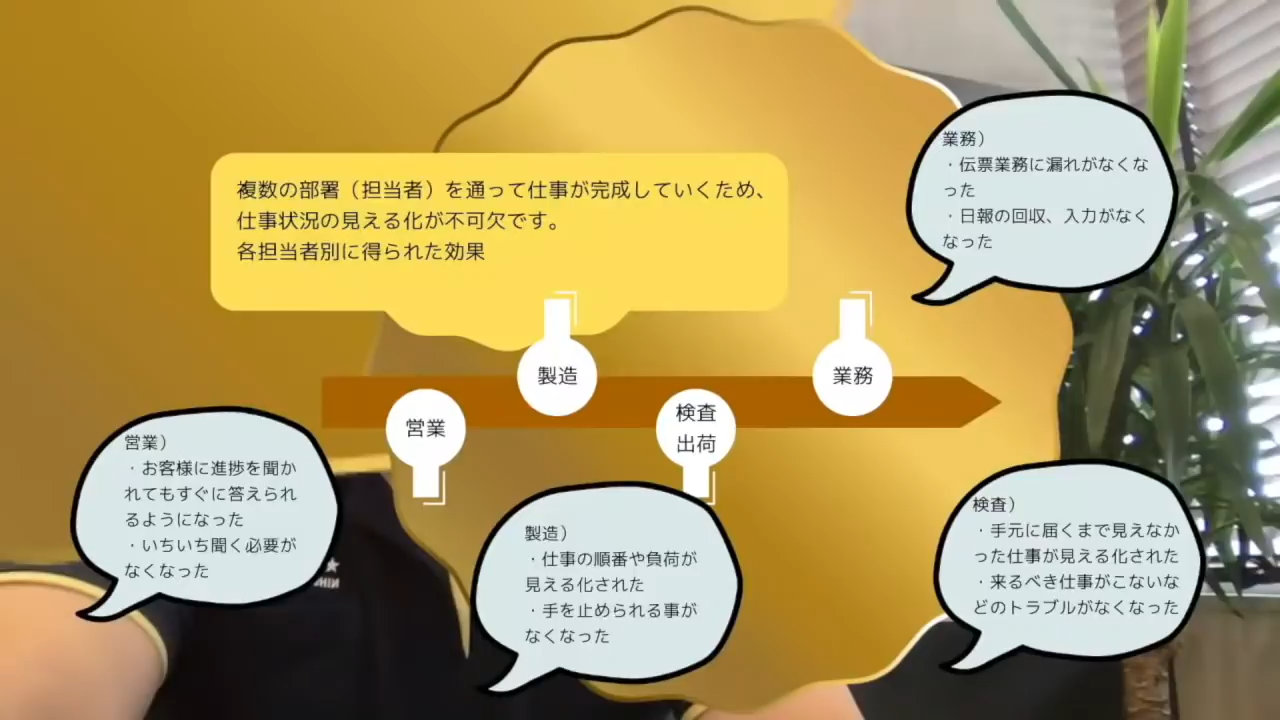 複数の部署（担当者）を通って仕事が完成していくため、
仕事状況の見える化が不可欠です。
各担当者別に得られた効果
業務）
・伝票業務に漏れがなくな
った
・日報の回収、入力がなく
なった
製造
業務
営業
検査
出荷
営業）
・お客様に進捗を聞か
れてもすぐに答えられ
るようになった
・いちいち聞く必要が
なくなった
製造）
・仕事の順番や負荷が
見える化された
・手を止められる事が
なくなった
検査）
・手元に届くまで見えなか
った仕事が見える化された
・来るべき仕事がこないな
どのトラブルがなくなった